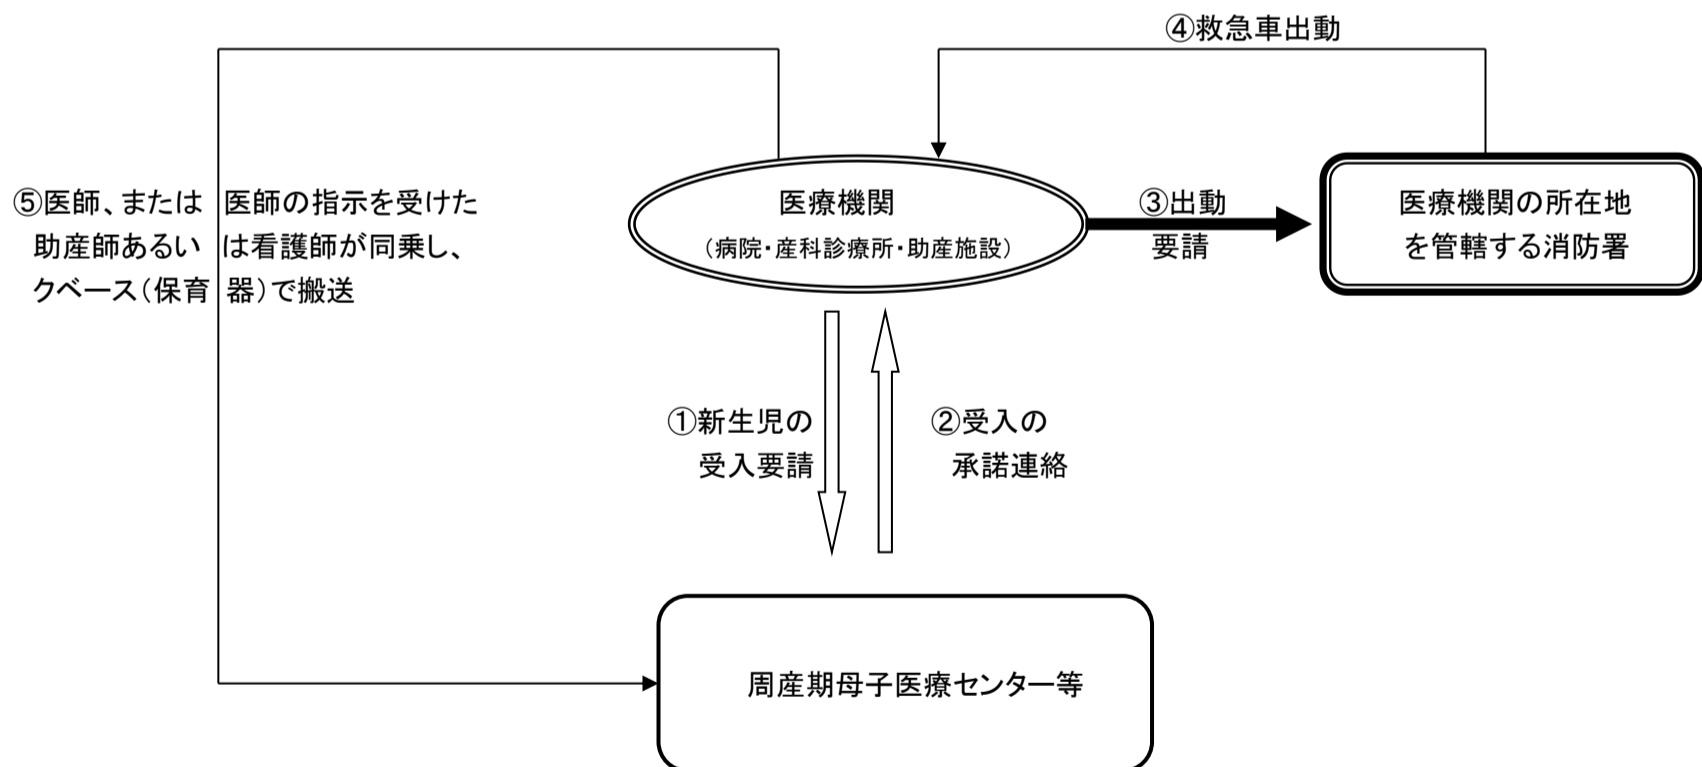 ④救急車出動
⑤医師、または医師の指示を受けた
助産師あるいは看護師が同乗し、
クベース(保育器)で搬送
医療機関
(病院・産科診療所・助産施設)
③出動
要請
医療機関の所在地
を管轄する消防署
①新生児の
受入要請
②受入の
承諾連絡
周産期母子医療センター等